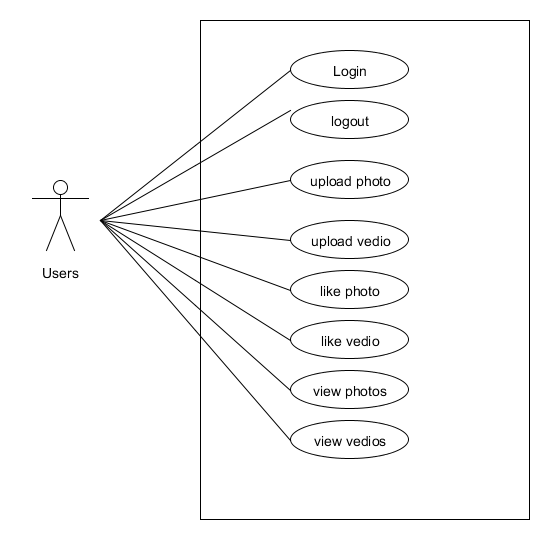 Login
logout
upload photo
upload vedio
Users
like photo
like vedio
view photos
view vedios